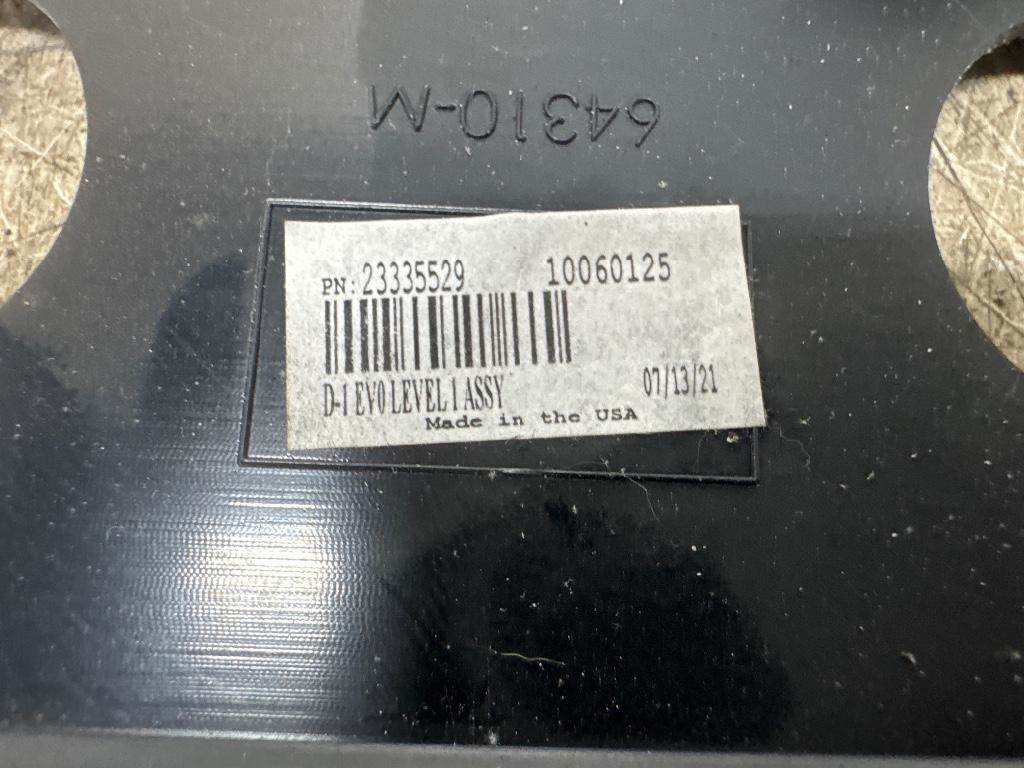 64310-M
PN: 23335529 10060125
D-1 EVO LEVEL 1 ASSY 07/13/21
Made in the USA